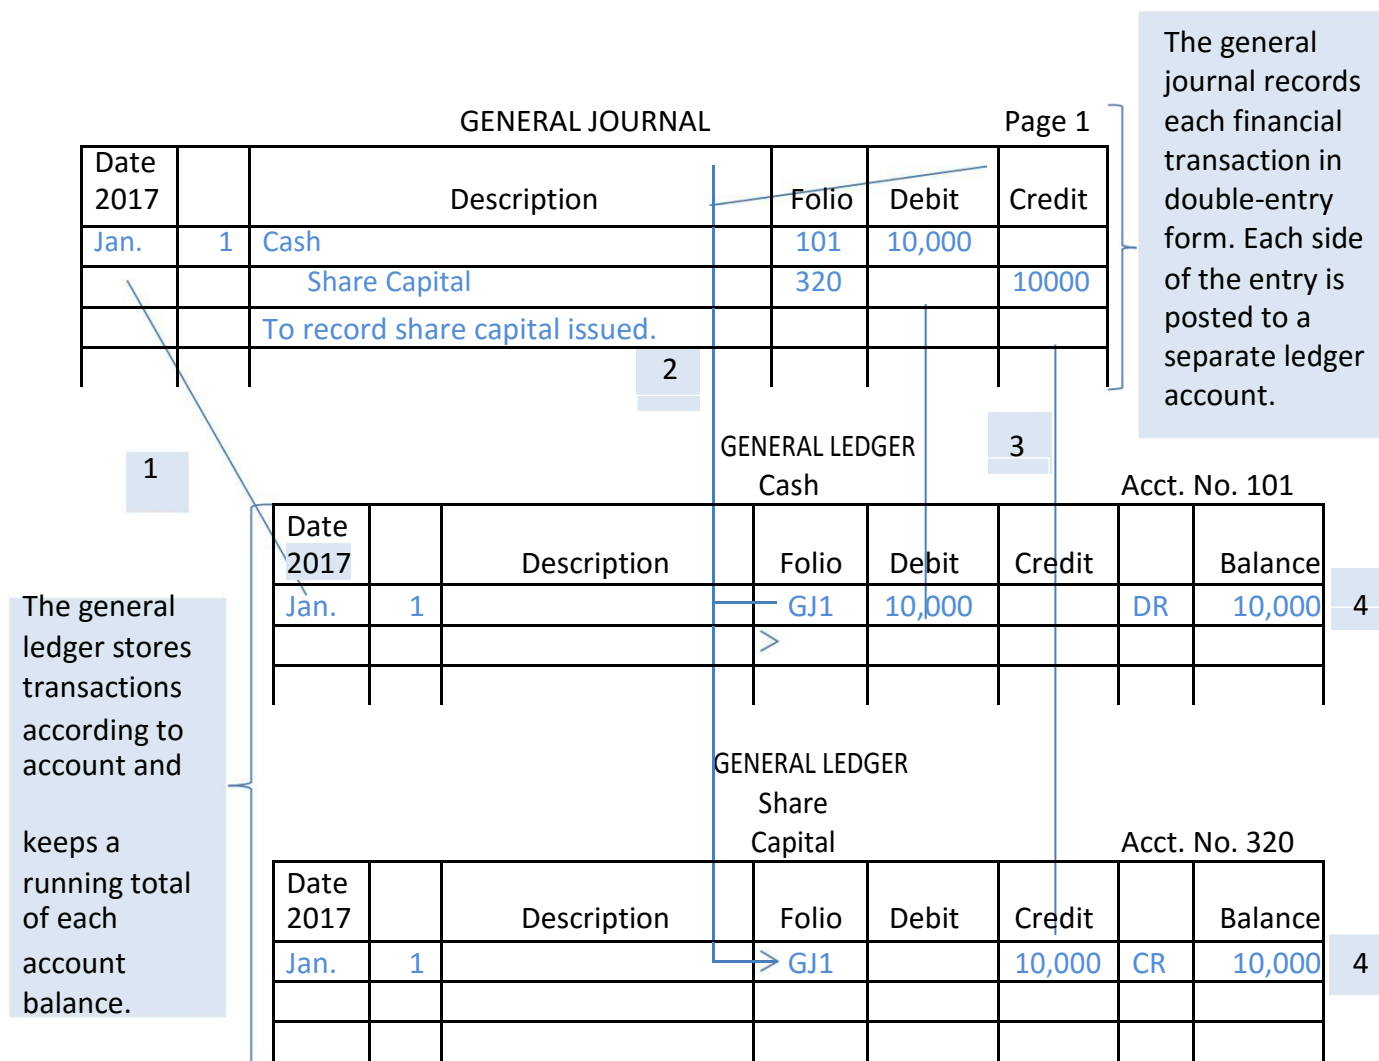 The general
journal records
each financial
transaction in
double-entry
form. Each side
of the entry is
posted to a
separate ledger
account.
GENERAL JOURNAL Page 1
Date
2017 Description Folio Debit Credit
Jan. 1 Cash 101 10,000
Share Capital 320 10000
To record share capital issued.
2
3
1
GENERAL LEDGER
Cash Acct. No. 101
Date
2017 Description Folio Debit Credit Balance
Jan. 1 GJ1 10,000 DR 10,000 4
The general
ledger stores
transactions
according to
account and
keeps a
running total
of each
account
balance.
GENERAL LEDGER
Share
Capital Acct. No. 320
Date
2017 Description Folio Debit Credit Balance
Jan. 1 GJ1 10,000 CR 10,000 4